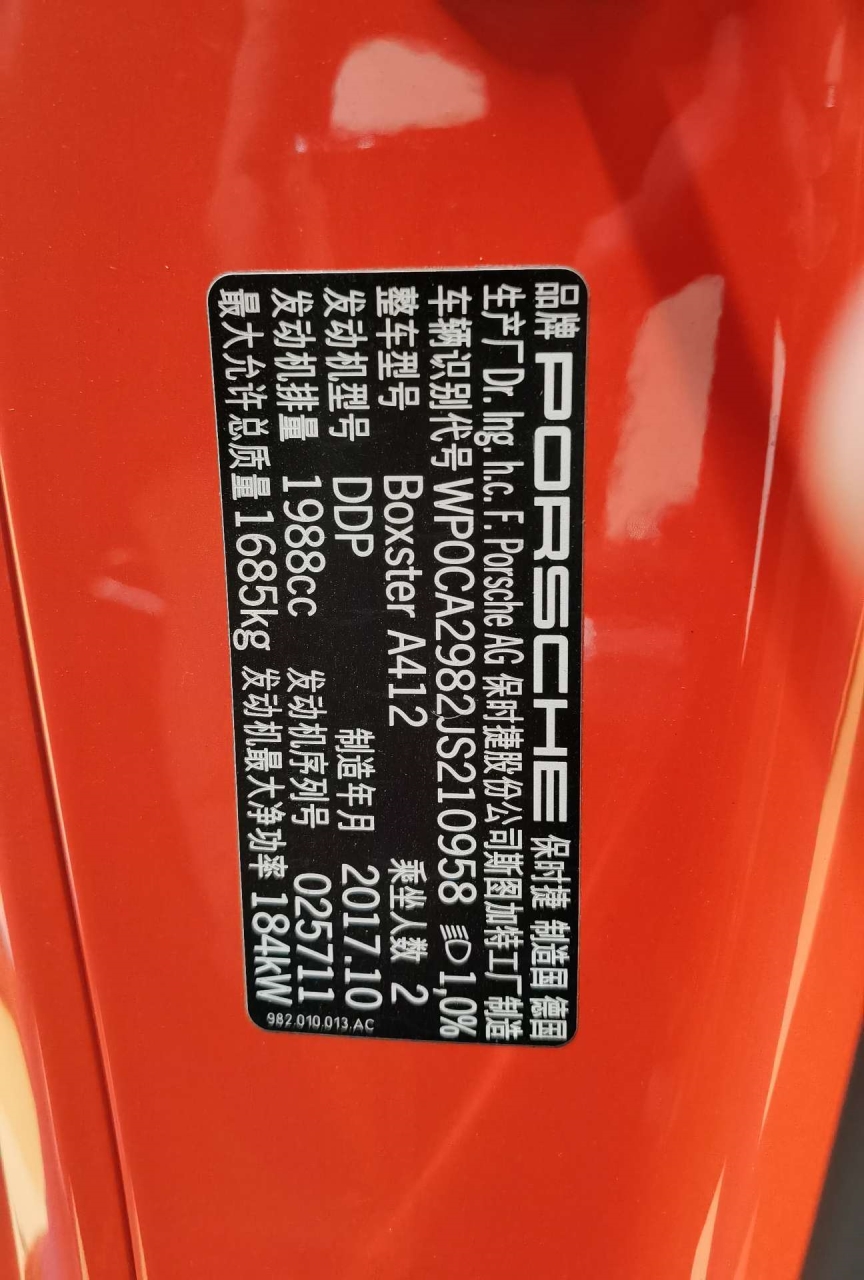 品牌 PORSCHE 保时捷 制造国 德国
生产厂Dr. Ing. h.c. F. Porsche AG 保时捷股份公司斯图加特工厂制造
车辆识别代号 WP0CA2982JS210958 1,0%
整车型号 Boxster A412 乘坐人数 2
发动机型号 DDP 制造年月 2017.10
发动机排量 1988cc 发动机序列号 025711
最大允许总质量 1685kg 发动机最大净功率 184kW
982.010.013.AC